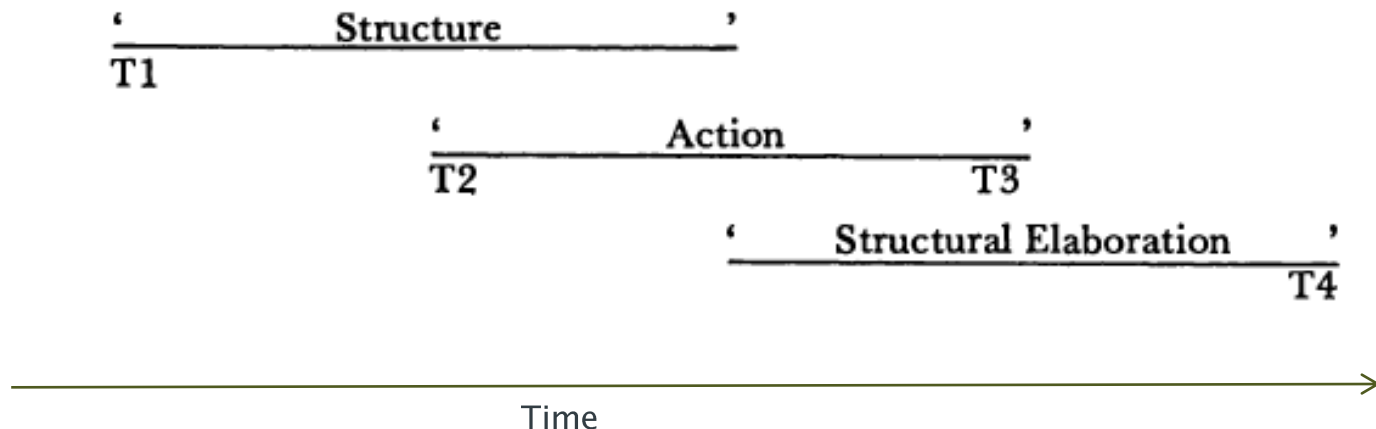 ‘ Structure ’
T1
‘ Action ’
T2 T3
‘ Structural Elaboration ’
T4
Time